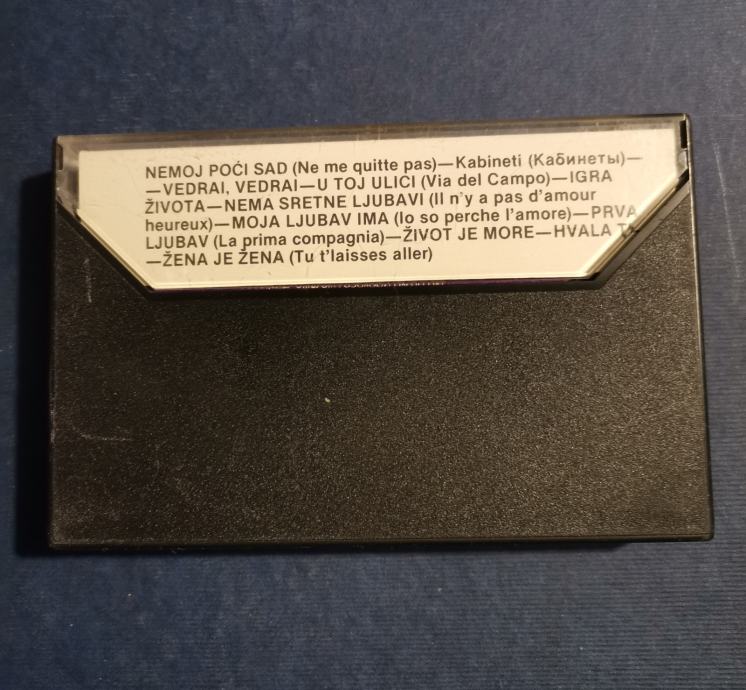 NEMOJ POĆI SAD (Ne me quitte pas)—Kabineti (Кабинеты)—
—VEDRAI, VEDRAI—U TOJ ULICI (Via del Campo)—IGRA
ŽIVOTA—NEMA SRETNE LJUBAVI (Il n'y a pas d'amour
heureux)—MOJA LJUBAV IMA (Io so perche l'amore)—PRVA
LJUBAV (La prima compagnia)—ŽIVOT JE MORE—HVALA
—ŽENA JE ŽENA (Tu t'laisses aller)